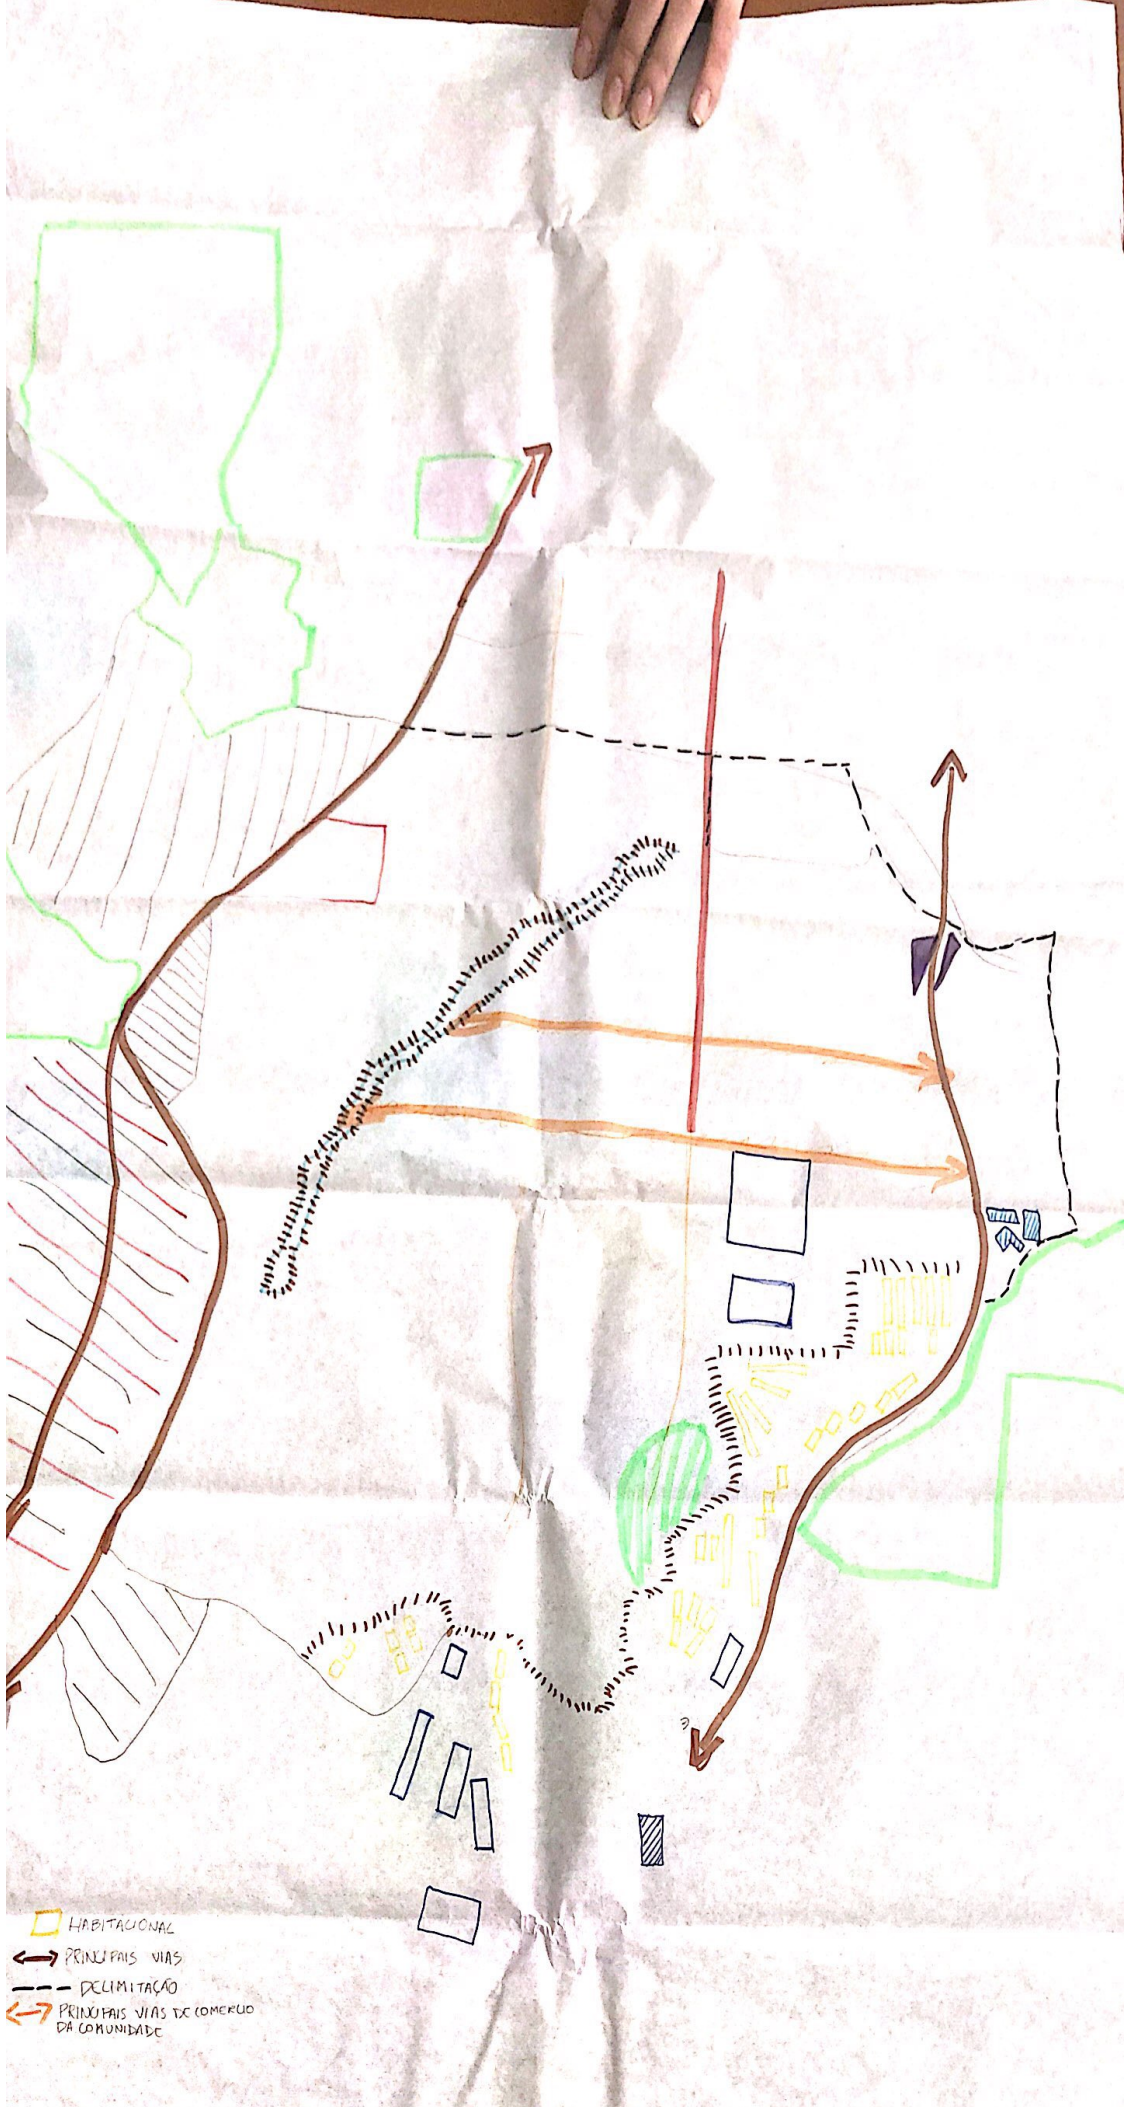 HABITACIONAL
PRINCIPAIS VIAS
DELIMITAÇÃO
PRINCIPAIS VIAS DE COMERCIO
DA COMUNIDADE